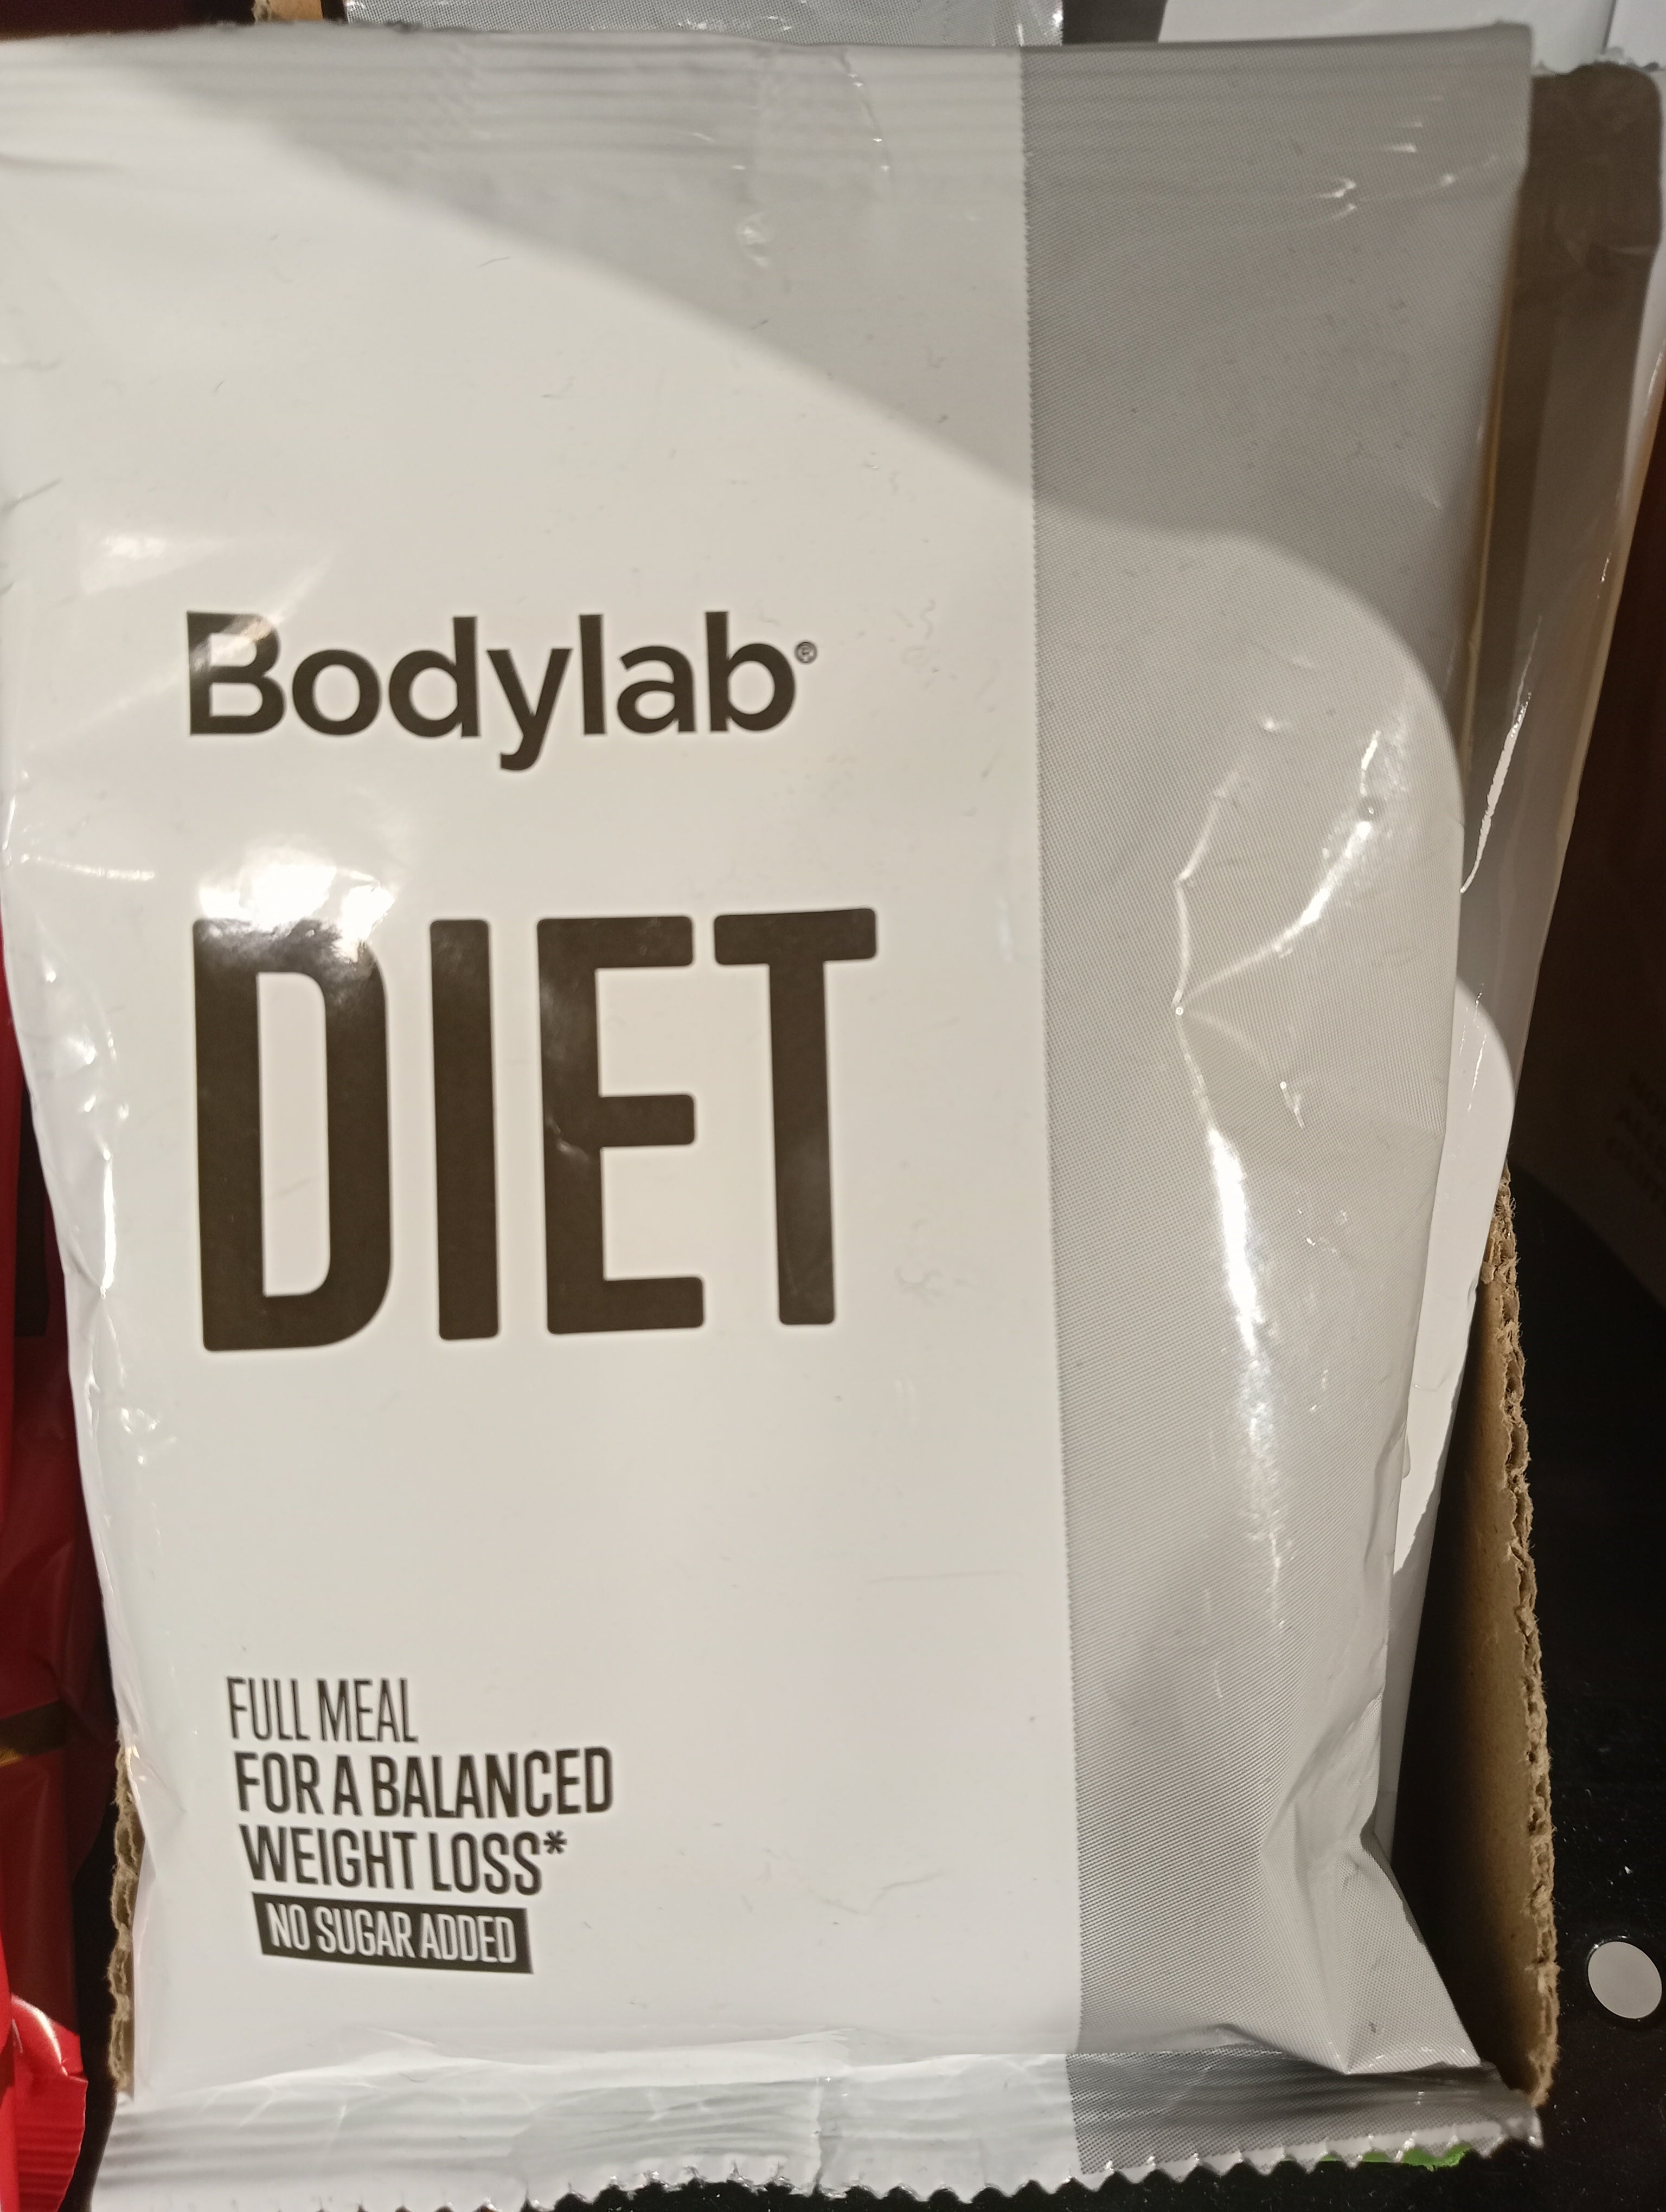 Bodylab®
DIET
FULL MEAL
FOR A BALANCED
WEIGHT LOSS*
NO SUGAR ADDED